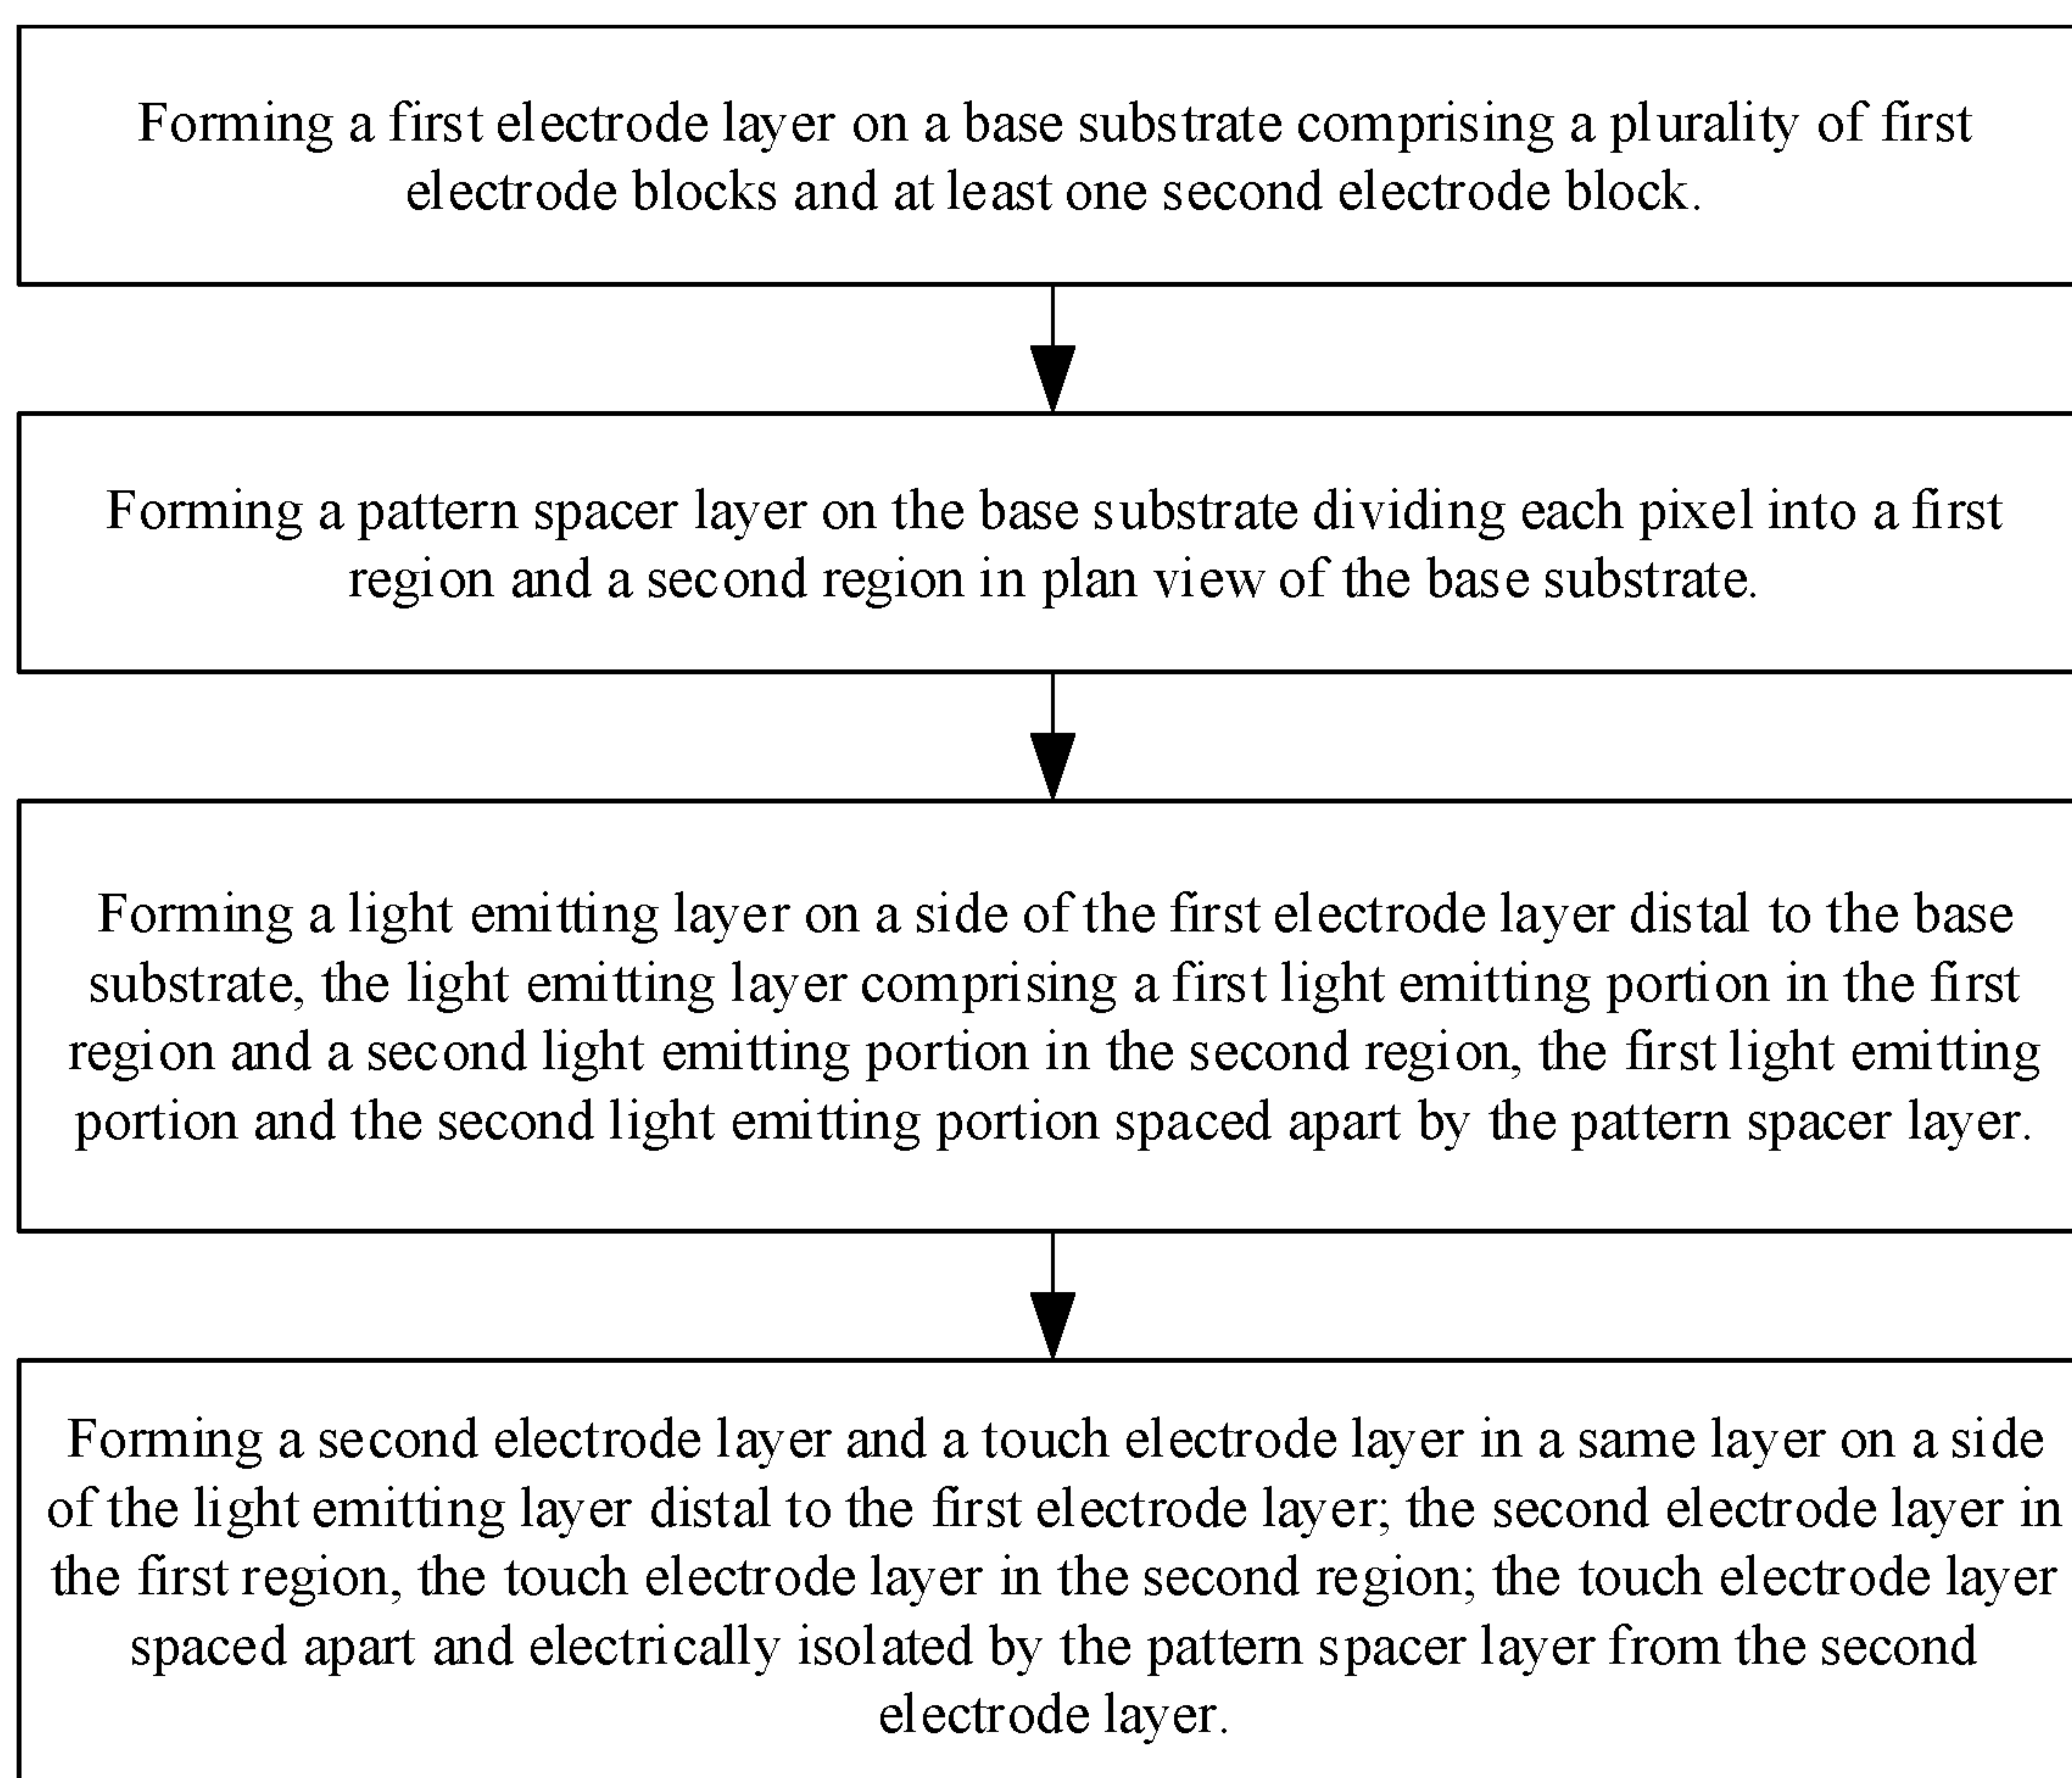 Forming a first electrode layer on a base substrate comprising a plurality of first
electrode blocks and at least one second electrode block.
Forming a pattern spacer layer on the base substrate dividing each pixel into a first
region and a second region in plan view of the base substrate.
Forming a light emitting layer on a side of the first electrode layer distal to the base
substrate, the light emitting layer comprising a first light emitting portion in the first
region and a second light emitting portion in the second region, the first light emitting
portion and the second light emitting portion spaced apart by the pattern spacer layer.
Forming a second electrode layer and a touch electrode layer in a same layer on a side
of the light emitting layer distal to the first electrode layer; the second electrode layer in
the first region, the touch electrode layer in the second region; the touch electrode layer
spaced apart and electrically isolated by the pattern spacer layer from the second
electrode layer.